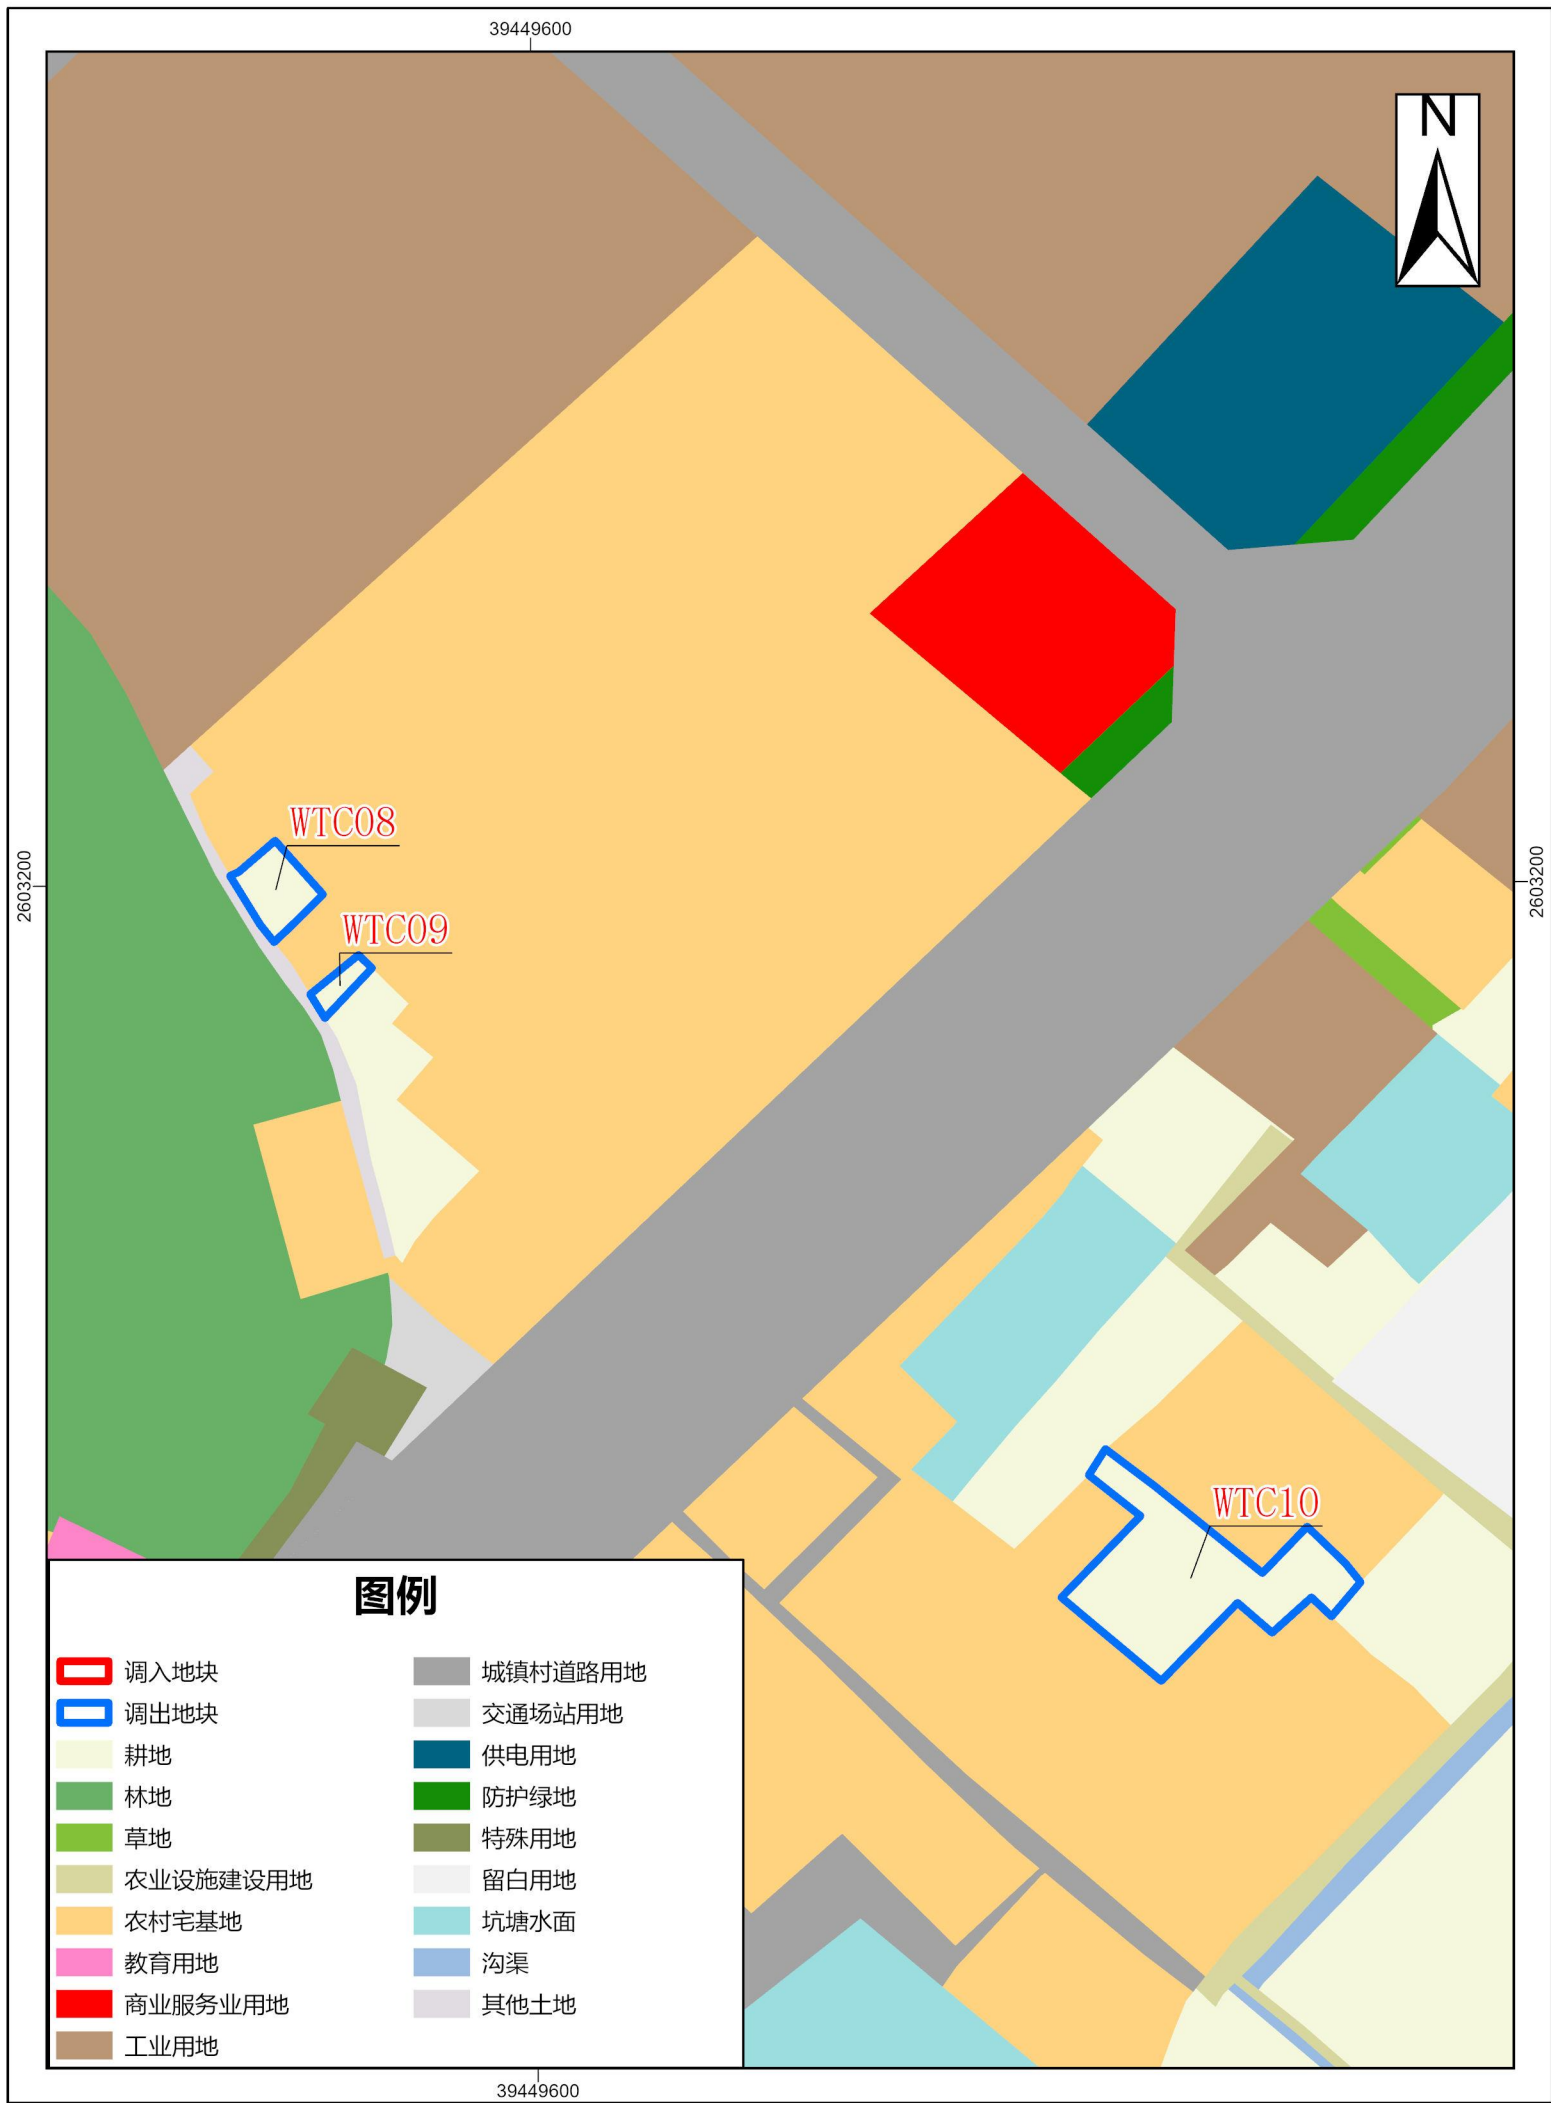 39449600
N
WTC08
2603200
2603200
WTC09
WTC10
图例
调入地块
调出地块
耕地
林地
草地
农业设施建设用地
农村宅基地
教育用地
商业服务业用地
工业用地
城镇村道路用地
交通场站用地
供电用地
防护绿地
特殊用地
留白用地
坑塘水面
沟渠
其他土地
39449600